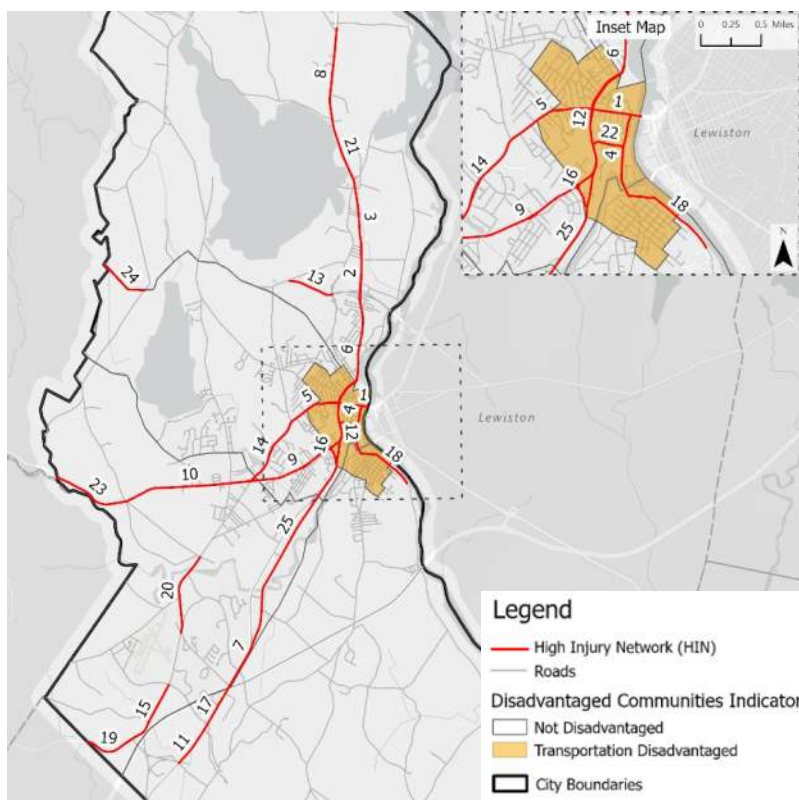 Inset Map
0 0.25 0.5 Miles
6
5
1
12
22
4
14
16
9
18
25
Lewiston
N
8
21
3
24
13
2
6
5
1
4
12
14
16
9
18
10
23
Lewiston
25
20
7
15
17
19
11
Legend
High Injury Network (HIN)
Roads
Disadvantaged Communities Indicator
Not Disadvantaged
Transportation Disadvantaged
City Boundaries